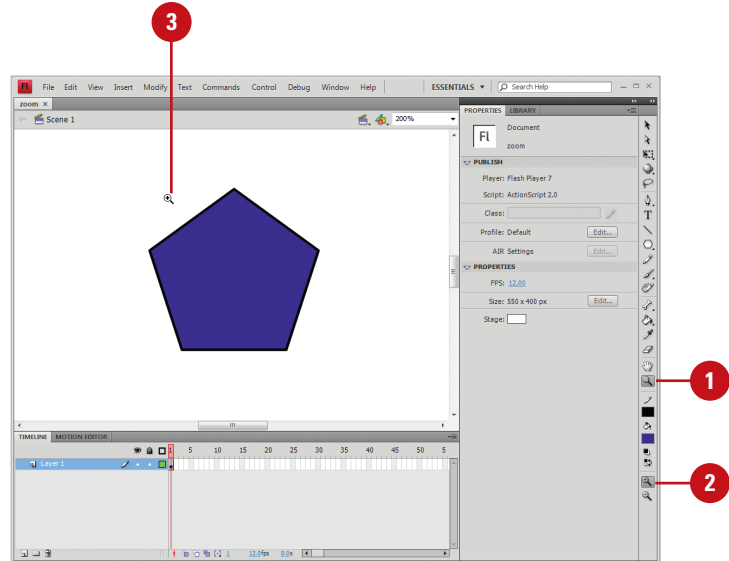 3
Fl File Edit View Insert Modify Text Commands Control Debug Window Help ESSENTIALS Search Help
zoom ×
Scene 1 200%
PROPERTIES LIBRARY
Fl
Document
zoom
PUBLISH
Player: Flash Player 7
Script: ActionScript 2.0
Class:
Profile: Default Edit...
AIR Settings Edit...
PROPERTIES
FPS: 12.00
Size: 550 x 400 px Edit...
Stage:
T
1
2
TIMELINE MOTION EDITOR
1 5 10 15 20 25 30 35 40 45 50 5
Layer 1
1 12.0fps 0.0s